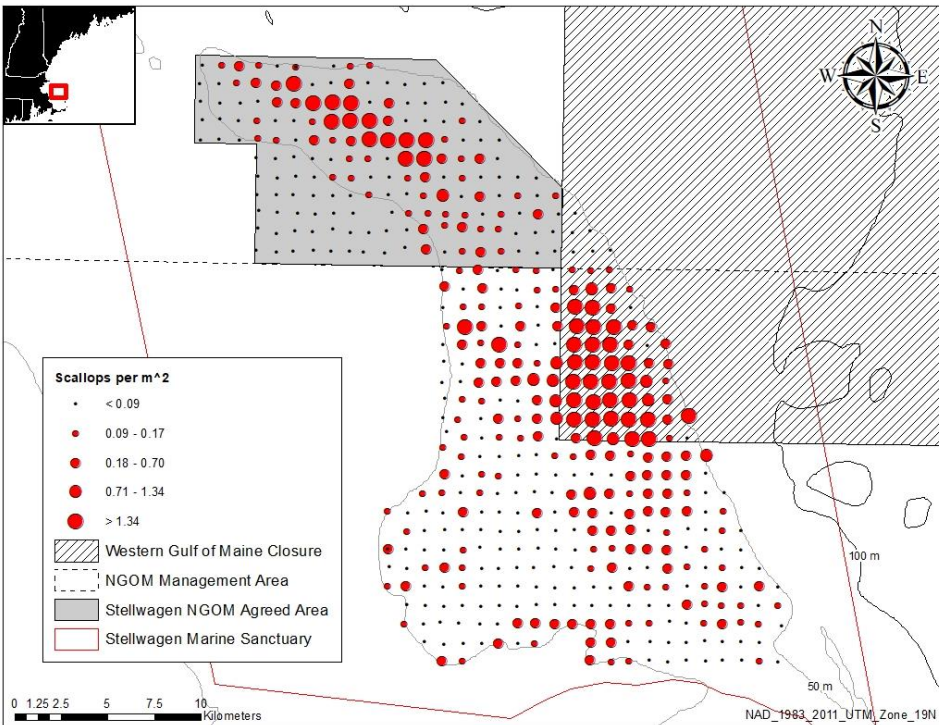 N
W E
S
Scallops per m^2
< 0.09
0.09 - 0.17
0.18 - 0.70
0.71 - 1.34
> 1.34
Western Gulf of Maine Closure
NGOM Management Area
Stellwagen NGOM Agreed Area
Stellwagen Marine Sanctuary
100 m
50 m
0 1.25 2.5 5 7.5 10
Kilometers
NAD_1983_2011_UTM_Zone_19N